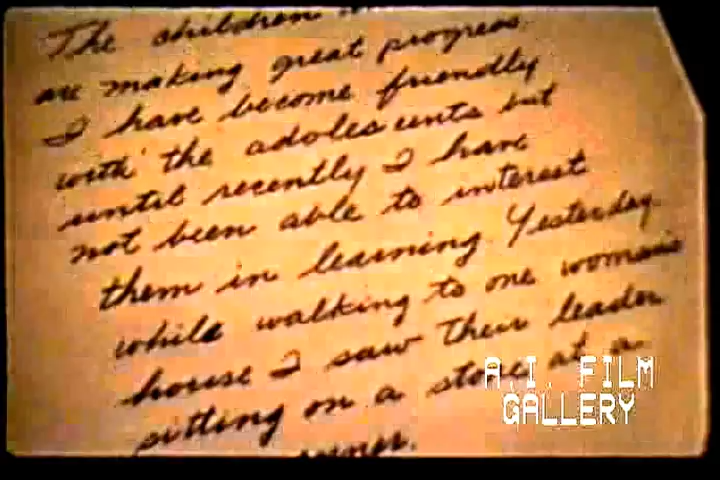 The children
are making great progress.
I have become friendly
with the adolescents but
until recently I have
not been able to interest
them in learning. Yesterday
while walking to one woman's
house I saw their leader
sitting on a stone at a
A.I. FILM
GALLERY